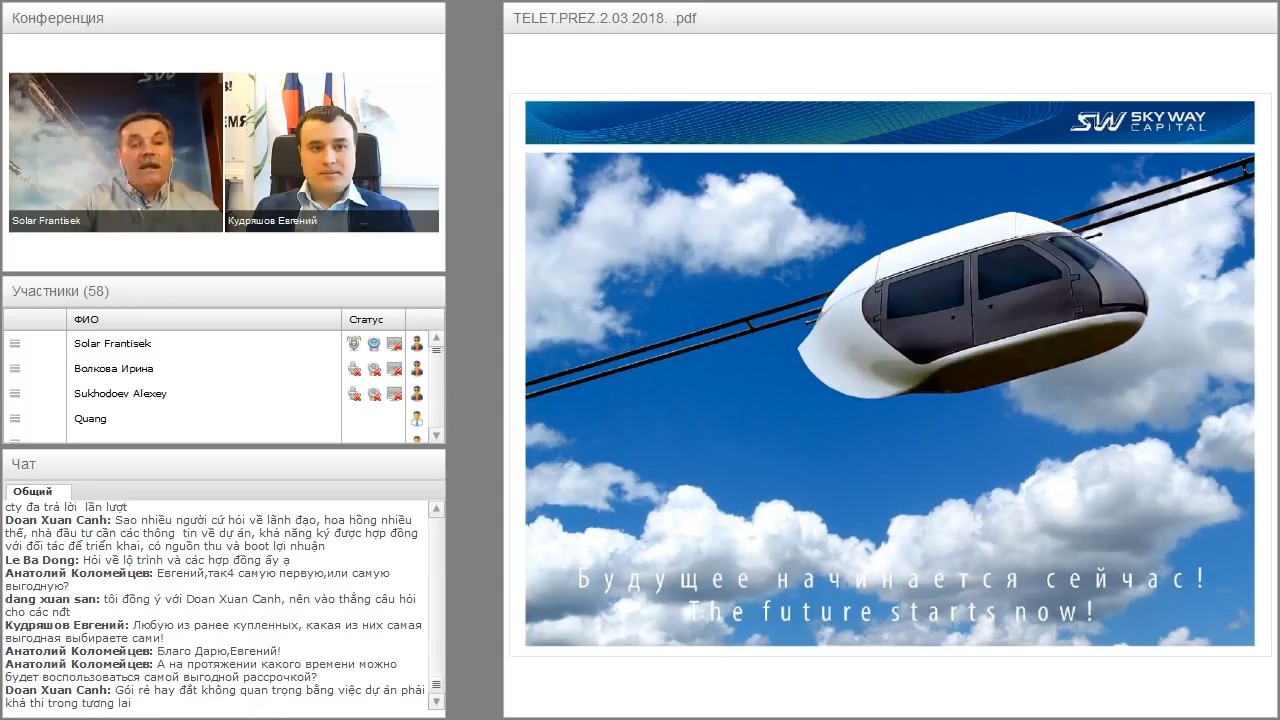 Конференция
Solar Frantisek
Кудряшов Евгений
Участники (58)
ФИО
Статус
Solar Frantisek
Волкова Ирина
Sukhodoev Alexey
Quang
Чат
Общий
cty đa trả lời lần lượt
Doan Xuan Canh: Sao nhiều người cứ hỏi về lãnh đạo, hoa hồng nhiều
thế, nhà đầu tư cần các thông tin về dự án, khả năng ký được hợp đồng
với đối tác để triển khai, có nguồn thu và boot lợi nhuận
Le Ba Dong: Hỏi về lộ trình và các hợp đồng ấy ạ
Анатолий Коломейцев: Евгений,так4 самую первую,или самую
выгодную?
dang xuan san: tôi đồng ý với Doan Xuan Canh, nên vào thẳng câu hỏi
cho các nđt
Кудряшов Евгений: Любую из ранее купленных, какая из них самая
выгодная выбираете сами!
Анатолий Коломейцев: Благо Дарю,Евгений!
Анатолий Коломейцев: А на протяжении какого времени можно
будет воспользоваться самой выгодной рассрочкой?
Doan Xuan Canh: Gói rẻ hay đắt không quan trọng bằng việc dự án phải
khả thi trong tương lai
TELET.PREZ.2.03.2018. .pdf
SW SKY WAY
CAPITAL
Будущее начинается сейчас!
The future starts now!